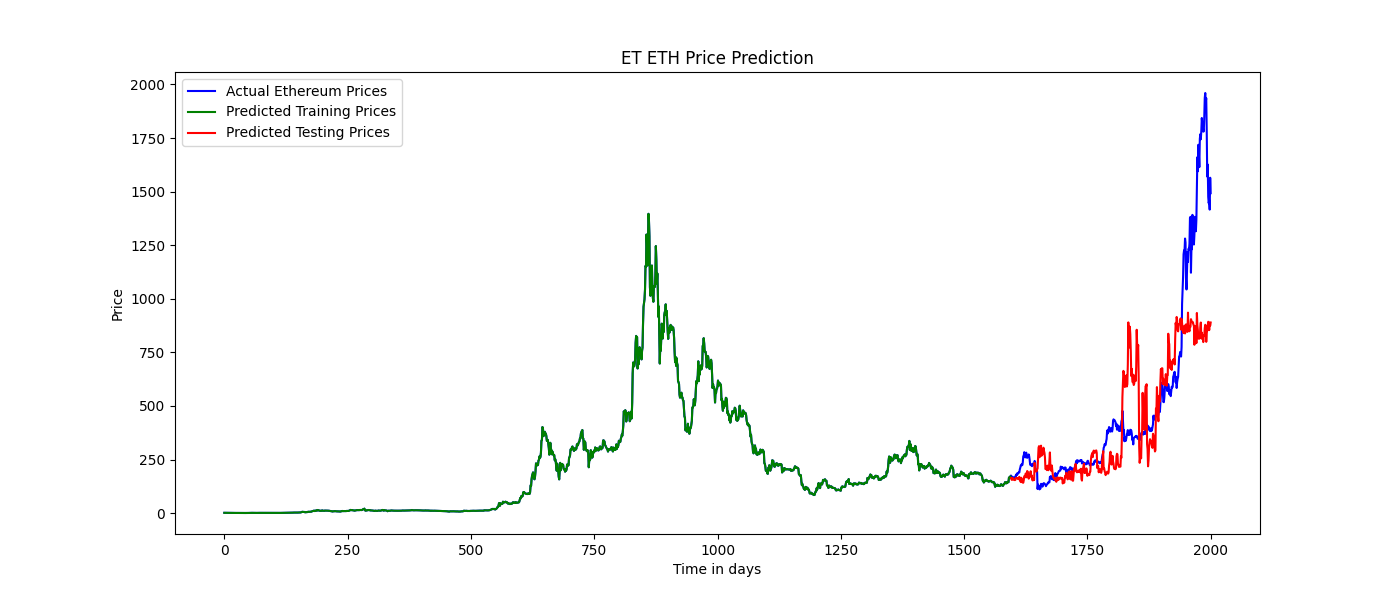 ET ETH Price Prediction
Actual Ethereum Prices
Predicted Training Prices
Predicted Testing Prices
2000
1750
1500
1250
1000
750
500
250
0
Price
0 250 500 750 1000 1250 1500 1750 2000
Time in days